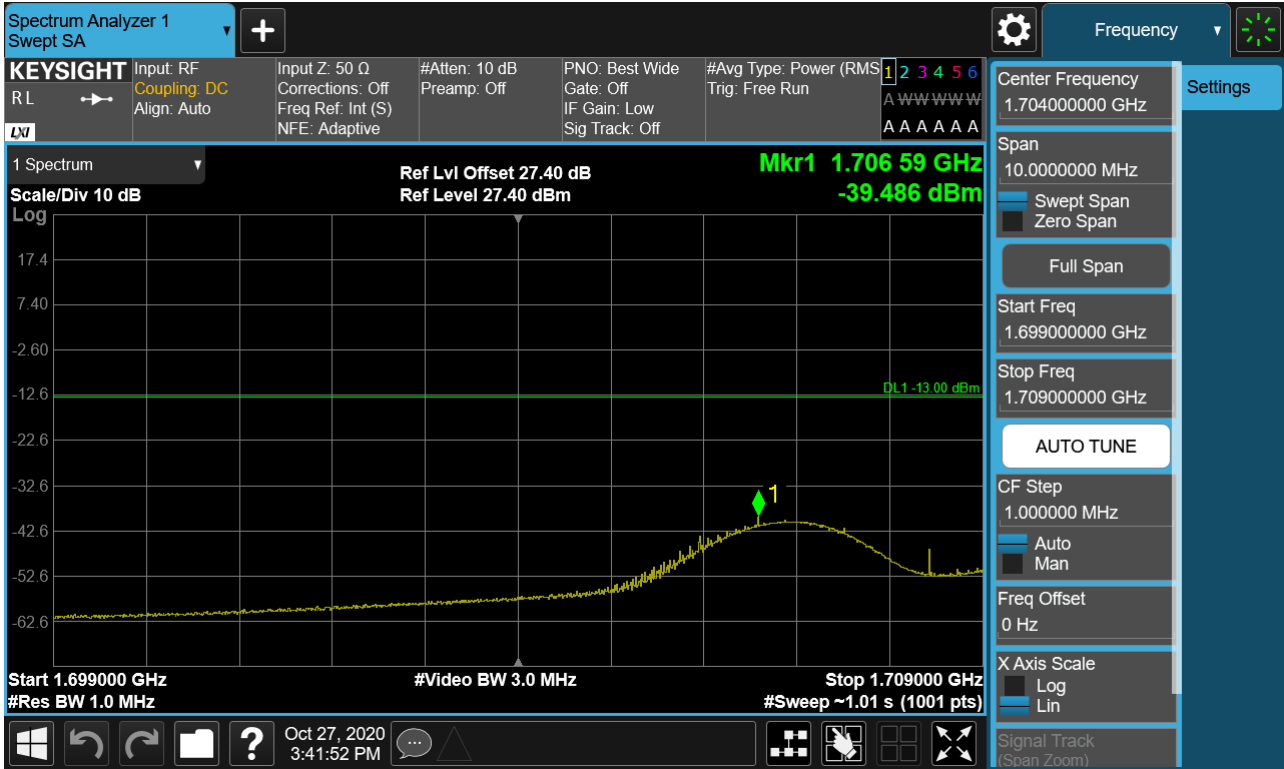 Spectrum Analyzer 1
Swept SA
+
Frequency
KEYSIGHT
R L
LXI
Input: RF
Coupling: DC
Align: Auto
Input Z: 50 Ω
Corrections: Off
Freq Ref: Int (S)
NFE: Adaptive
#Atten: 10 dB
Preamp: Off
PNO: Best Wide
Gate: Off
IF Gain: Low
Sig Track: Off
#Avg Type: Power (RMS
Trig: Free Run
1 2 3 4 5 6
A W W W W W
A A A A A A
1 Spectrum
Scale/Div 10 dB
Log
Ref Lvl Offset 27.40 dB
Ref Level 27.40 dBm
Mkr1 1.706 59 GHz
-39.486 dBm
17.4
7.40
-2.60
-12.6
DL1 -13.00 dBm
-22.6
-32.6
1
-42.6
-52.6
-62.6
Start 1.699000 GHz
#Video BW 3.0 MHz
Stop 1.709000 GHz
#Res BW 1.0 MHz
#Sweep ~1.01 s (1001 pts)
Center Frequency
1.704000000 GHz
Settings
Span
10.0000000 MHz
Swept Span
Zero Span
Full Span
Start Freq
1.699000000 GHz
Stop Freq
1.709000000 GHz
AUTO TUNE
CF Step
1.000000 MHz
Auto
Man
Freq Offset
0 Hz
X Axis Scale
Log
Lin
Signal Track
(Span Zoom)
?
Oct 27, 2020
3:41:52 PM